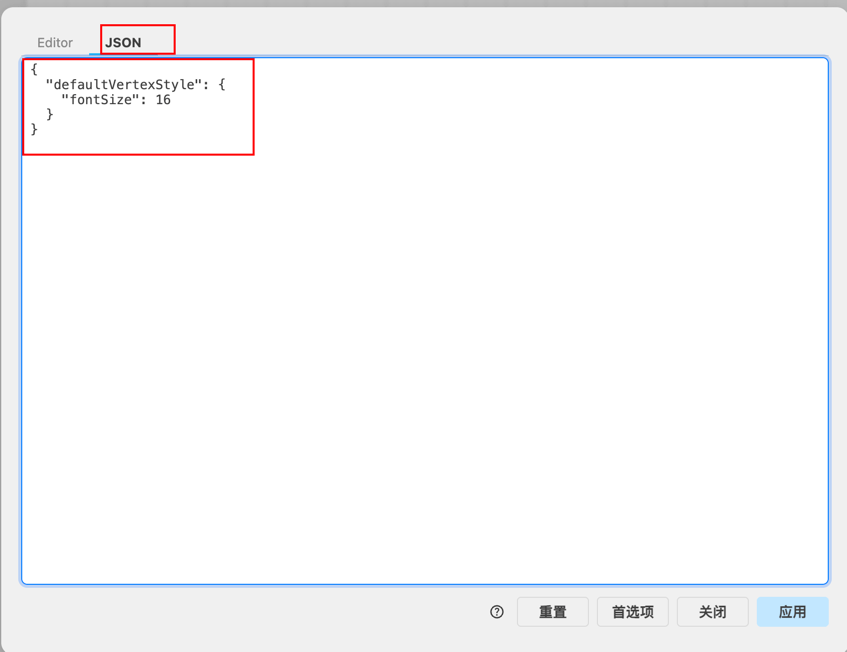 Editor JSON
{
  "defaultVertexStyle": {
    "fontSize": 16
  }
}
重置 首选项 关闭 应用